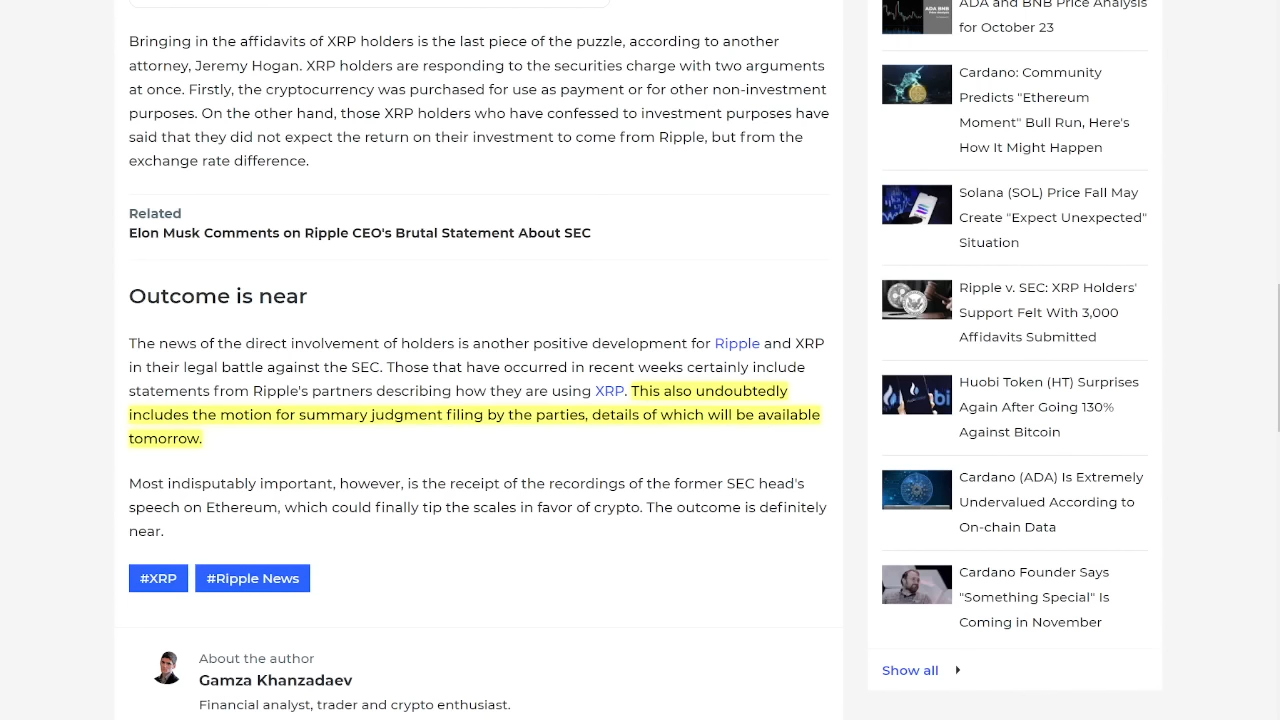 Bringing in the affidavits of XRP holders is the last piece of the puzzle, according to another
attorney, Jeremy Hogan. XRP holders are responding to the securities charge with two arguments
at once. Firstly, the cryptocurrency was purchased for use as payment or for other non-investment
purposes. On the other hand, those XRP holders who have confessed to investment purposes have
said that they did not expect the return on their investment to come from Ripple, but from the
exchange rate difference.
Related
Elon Musk Comments on Ripple CEO's Brutal Statement About SEC
Outcome is near
The news of the direct involvement of holders is another positive development for Ripple and XRP
in their legal battle against the SEC. Those that have occurred in recent weeks certainly include
statements from Ripple's partners describing how they are using XRP. This also undoubtedly
includes the motion for summary judgment filing by the parties, details of which will be available
tomorrow.
Most indisputably important, however, is the receipt of the recordings of the former SEC head's
speech on Ethereum, which could finally tip the scales in favor of crypto. The outcome is definitely
near.
#XRP
#Ripple News
About the author
Gamza Khanzadaev
Financial analyst, trader and crypto enthusiast.
ADA BNB
ADA and BNB Price Analysis
for October 23
Cardano: Community
Predicts "Ethereum
Moment" Bull Run, Here's
How It Might Happen
Solana (SOL) Price Fall May
Create "Expect Unexpected"
Situation
Ripple v. SEC: XRP Holders'
Support Felt With 3,000
Affidavits Submitted
Huobi Token (HT) Surprises
Again After Going 130%
Against Bitcoin
Cardano (ADA) Is Extremely
Undervalued According to
On-chain Data
Cardano Founder Says
"Something Special" Is
Coming in November
Show all